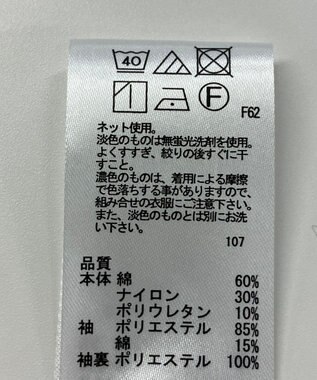 40
F
F62
ネット使用。
淡色のものは無蛍光洗剤を使用。
よくすすぎ、絞りの後すぐに干
すこと。
濃色のものは、着用による摩擦
で色落ちする事がありますので、
組み合せの衣服にご注意下さい。
また、淡色のものとは別にお洗
い下さい。
107
品質
本体 綿 60%
ナイロン 30%
ポリウレタン 10%
袖 ポリエステル 85%
綿 15%
袖裏 ポリエステル 100%